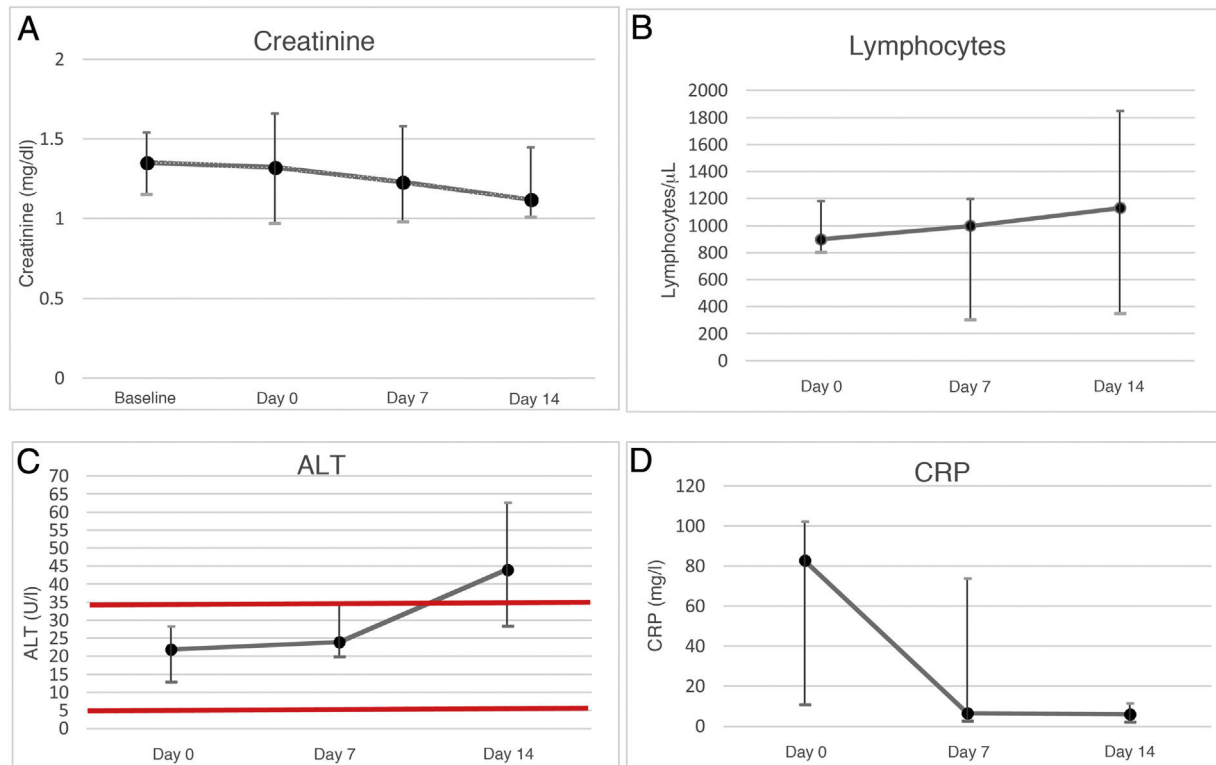 A
Creatinine
Creatinine (mg/dl)
2
1.5
1
0.5
0
Baseline
Day 0
Day 7
Day 14
B
Lymphocytes
Lymphocytes/µL
2000
1800
1600
1400
1200
1000
800
600
400
200
0
Day 0
Day 7
Day 14
C
ALT
ALT (U/l)
70
65
60
55
50
45
40
35
30
25
20
15
10
5
0
Day 0
Day 7
Day 14
D
CRP
CRP (mg/l)
120
100
80
60
40
20
0
Day 0
Day 7
Day 14